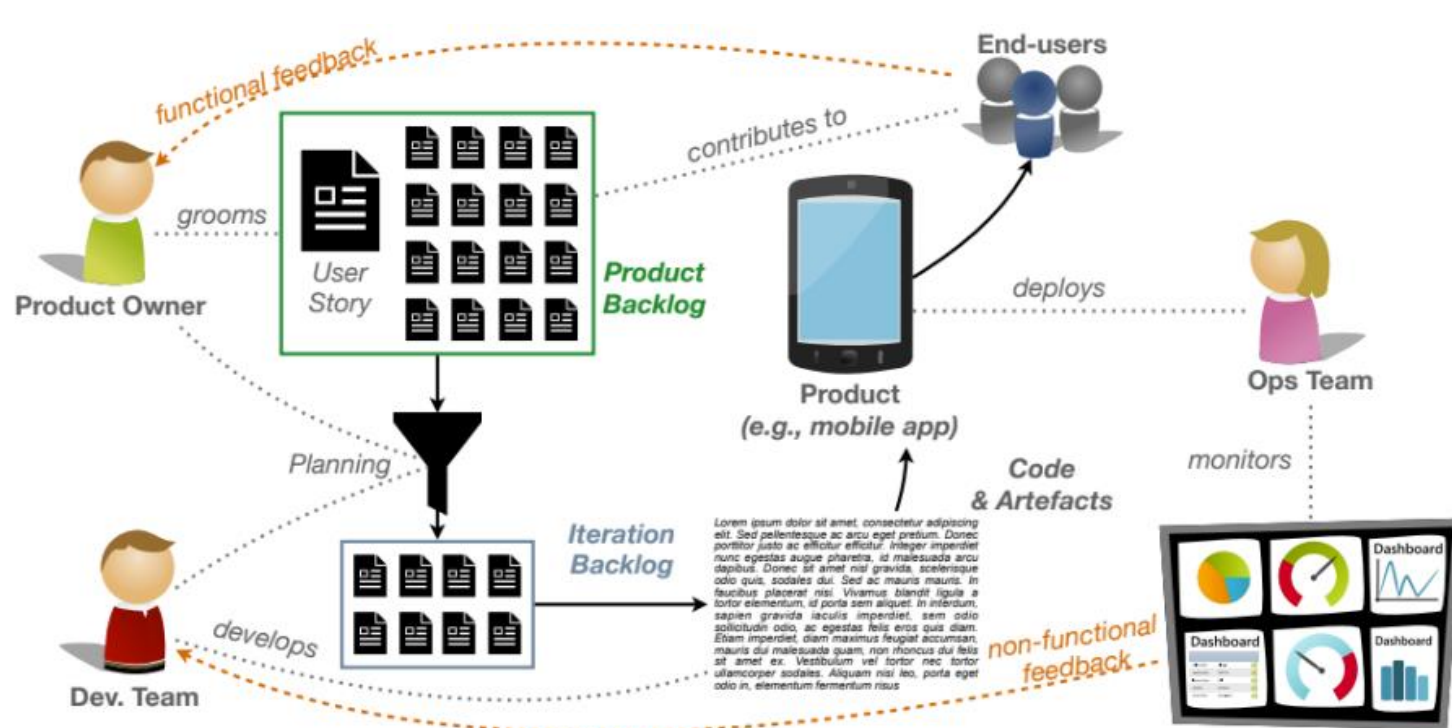 End-users
functional feedback
contributes to
grooms
User
Story
Product
Backlog
Product Owner
deploys
Product
(e.g., mobile app)
Ops Team
Planning
monitors
Code
& Artefacts
Iteration
Backlog
Lorem ipsum dolor sit amet, consectetur adipiscing
elit. Sed pellentesque ac arcu eget pretium. Donec
porttitor justo ac efficitur efficitur. Integer imperdiet
nunc egestas augue pharetra, id malesuada arcu
dapibus. Donec sit amet nisl gravida, scelerisque
odio quis, sodales dui. Sed ac mauris mauris. In
faucibus placerat nisi. Vivamus blandit ligula a
tortor elementum, id porta sem aliquet. In interdum,
sapien gravida iaculis imperdiet, sem odio
sollicitudin odio, ac egestas felis eros quis diam.
Etiam imperdiet, diam maximus feugiat accumsan,
mauris dui malesuada quam, non rhoncus dui felis
sit amet ex. Vestibulum vel tortor nec tortor
ullamcorper sodales. Aliquam nisi leo, porta eget
odio in, elementum fermentum risus
develops
Dev. Team
non-functional
feedback
Dashboard
Dashboard
Dashboard